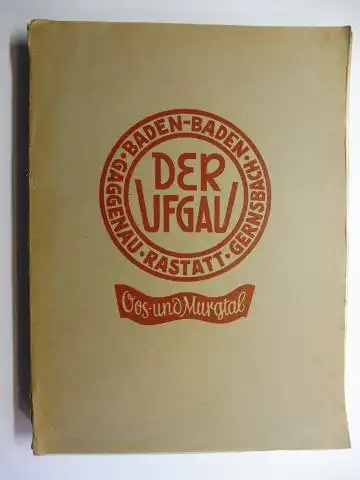 BADEN-BADEN · GERNSBACH · RASTATT · GAGGENAU ·
DER
UFGAU
Oos- und Murgtal